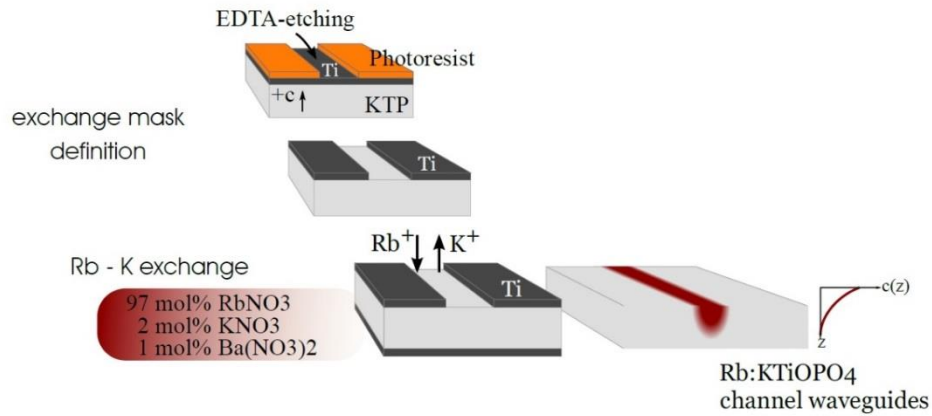 EDTA-etching
Photoresist
Ti
+c
KTP
exchange mask
definition
Ti
Rb+ K+
Rb - K exchange
Ti
97 mol% RbNO3
2 mol% KNO3
1 mol% Ba(NO3)2
c(z)
z
Rb:KTiOPO4
channel waveguides